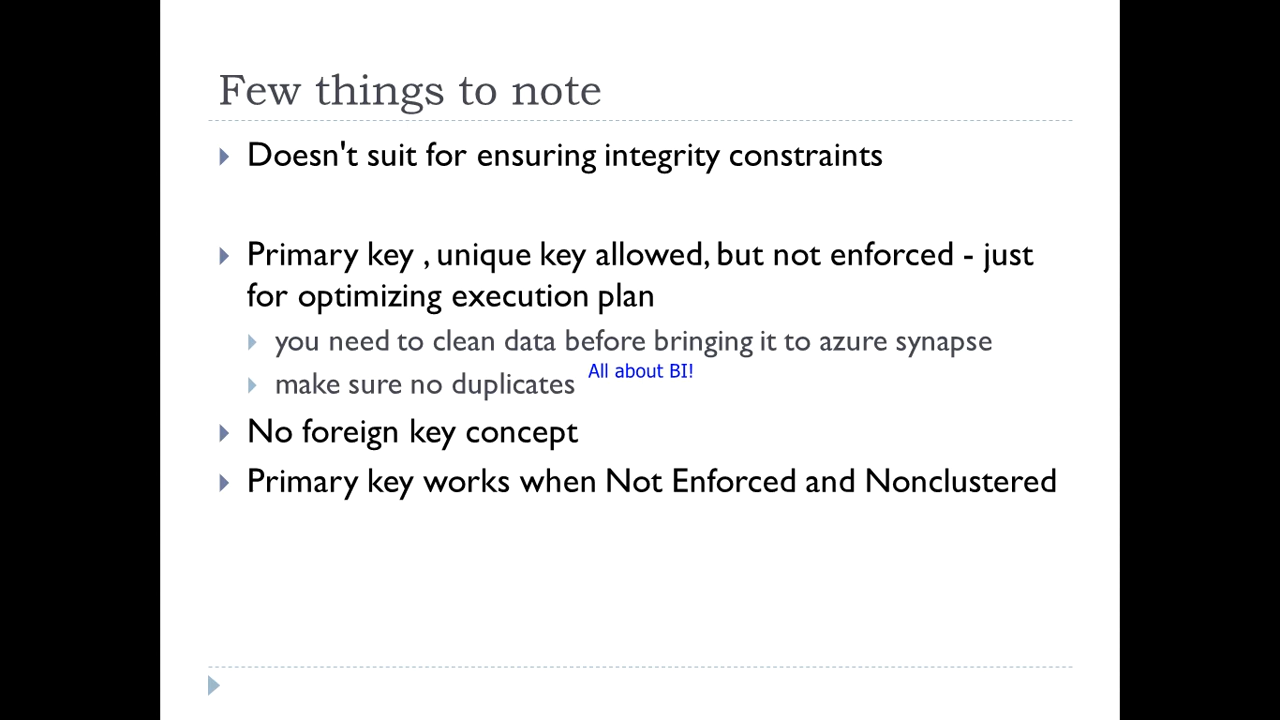 Few things to note
Doesn't suit for ensuring integrity constraints
Primary key , unique key allowed, but not enforced - just
for optimizing execution plan
you need to clean data before bringing it to azure synapse
All about BI!
make sure no duplicates
No foreign key concept
Primary key works when Not Enforced and Nonclustered